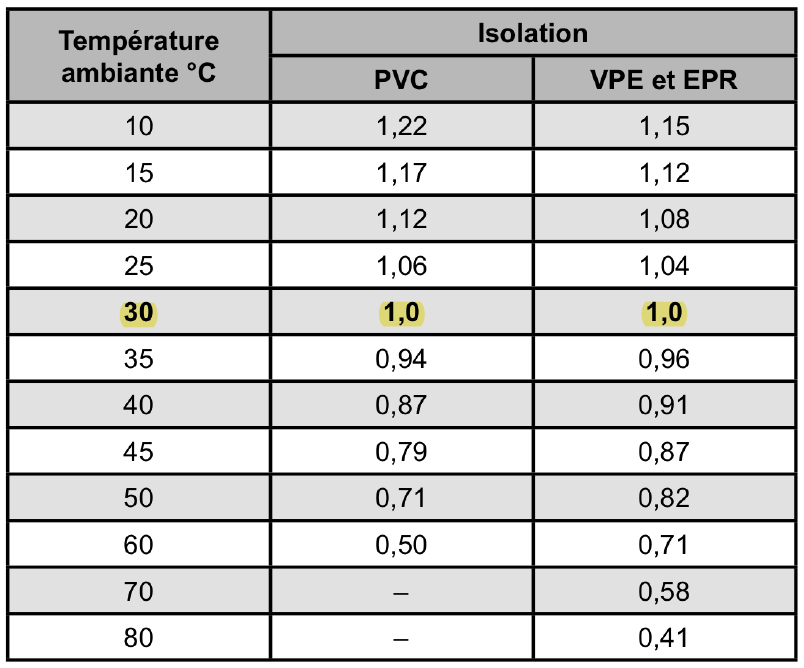 Température ambiante °C Isolation
PVC VPE et EPR
10 1,22 1,15
15 1,17 1,12
20 1,12 1,08
25 1,06 1,04
30 1,0 1,0
35 0,94 0,96
40 0,87 0,91
45 0,79 0,87
50 0,71 0,82
60 0,50 0,71
70 – 0,58
80 – 0,41